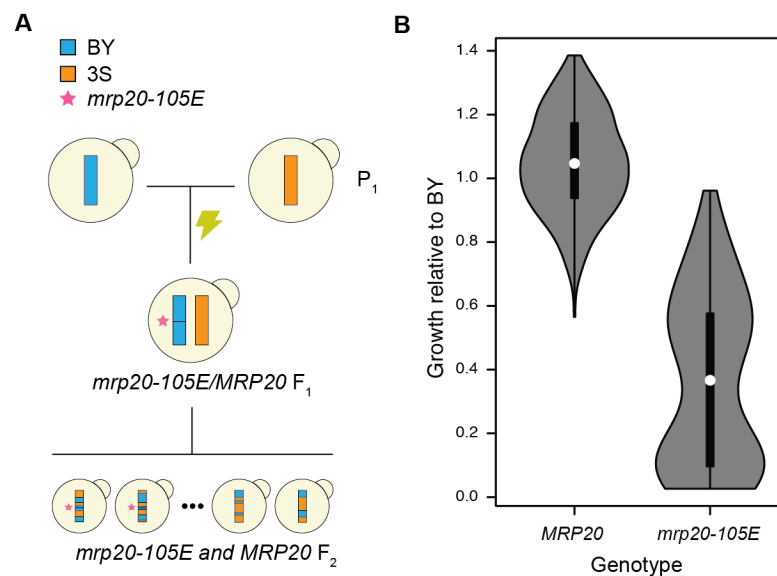 A
BY
3S
mrp20-105E
P1
mrp20-105E/MRP20 F1
mrp20-105E and MRP20 F2
B
Growth relative to BY
1.4
1.2
1.0
0.8
0.6
0.4
0.2
0.0
MRP20
mrp20-105E
Genotype